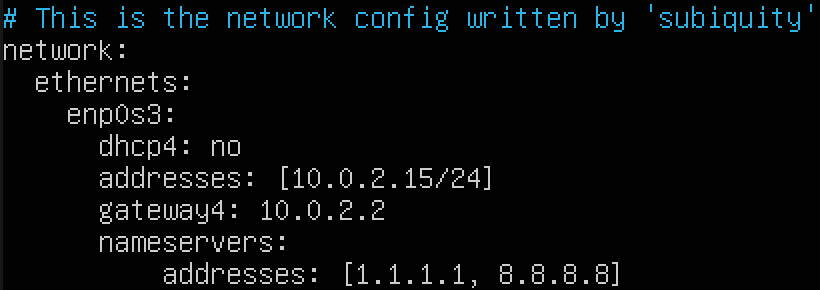 # This is the network config written by 'subiquity'
network:
  ethernets:
    enp0s3:
      dhcp4: no
      addresses: [10.0.2.15/24]
      gateway4: 10.0.2.2
      nameservers:
          addresses: [1.1.1.1, 8.8.8.8]